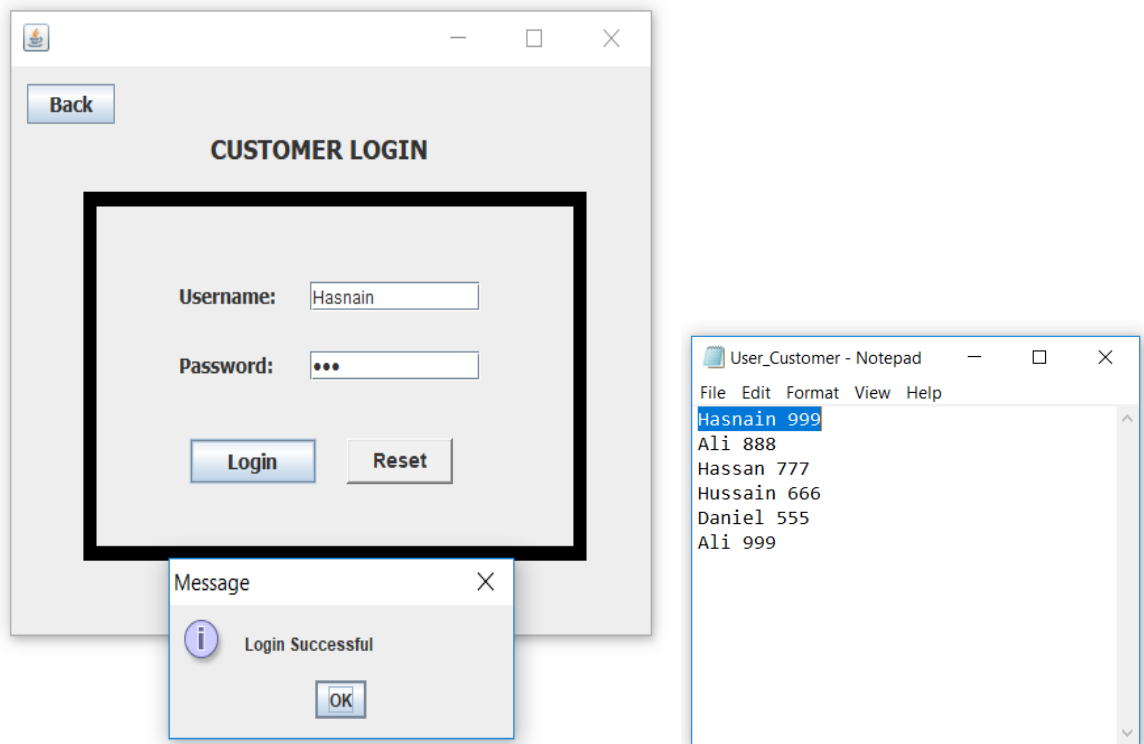 Back
CUSTOMER LOGIN
Username: Hasnain
Password: •••
Login Reset
Message
i Login Successful
OK
User_Customer - Notepad
File Edit Format View Help
Hasnain 999
Ali 888
Hassan 777
Hussain 666
Daniel 555
Ali 999